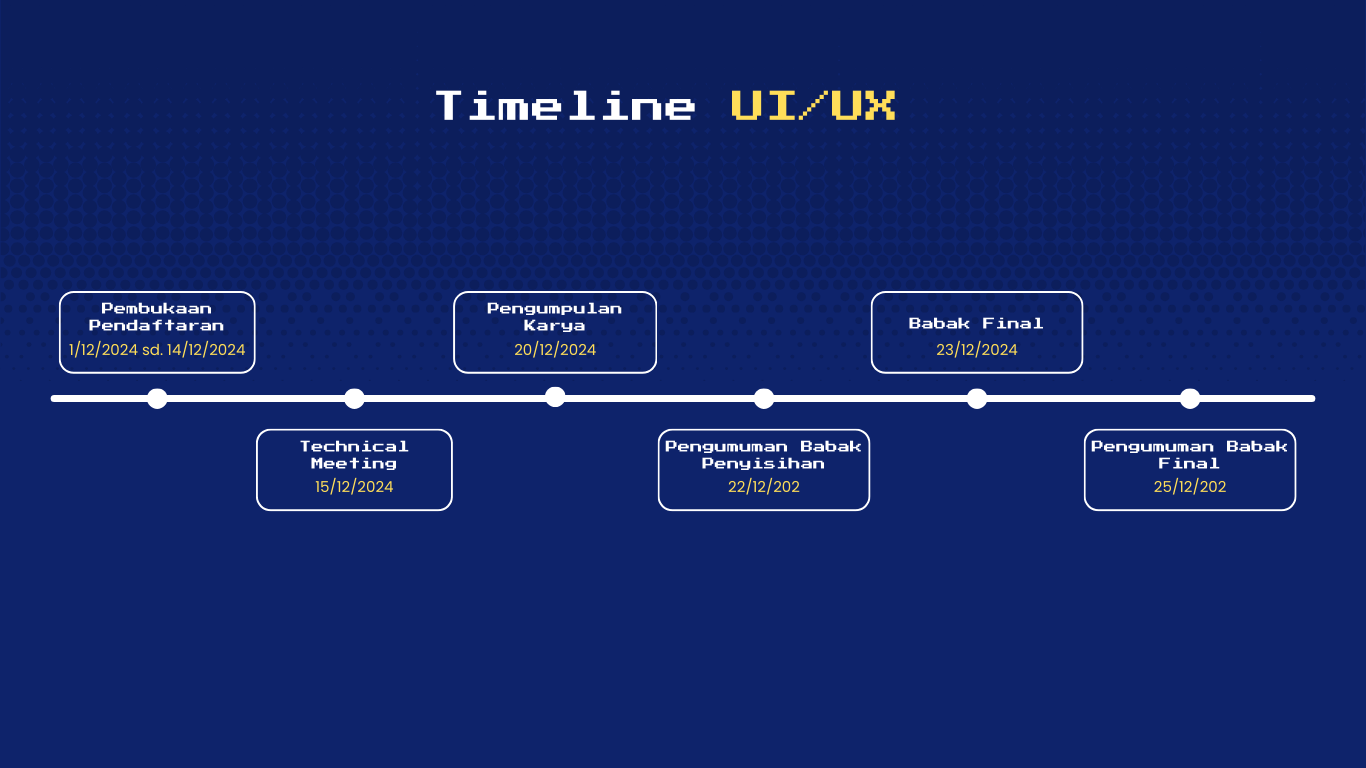 Timeline UI/UX
Pembukaan
Pendaftaran
1/12/2024 sd. 14/12/2024
Technical
Meeting
15/12/2024
Pengumpulan
Karya
20/12/2024
Pengumuman Babak
Penyisihan
22/12/202
Babak Final
23/12/2024
Pengumuman Babak
Final
25/12/202